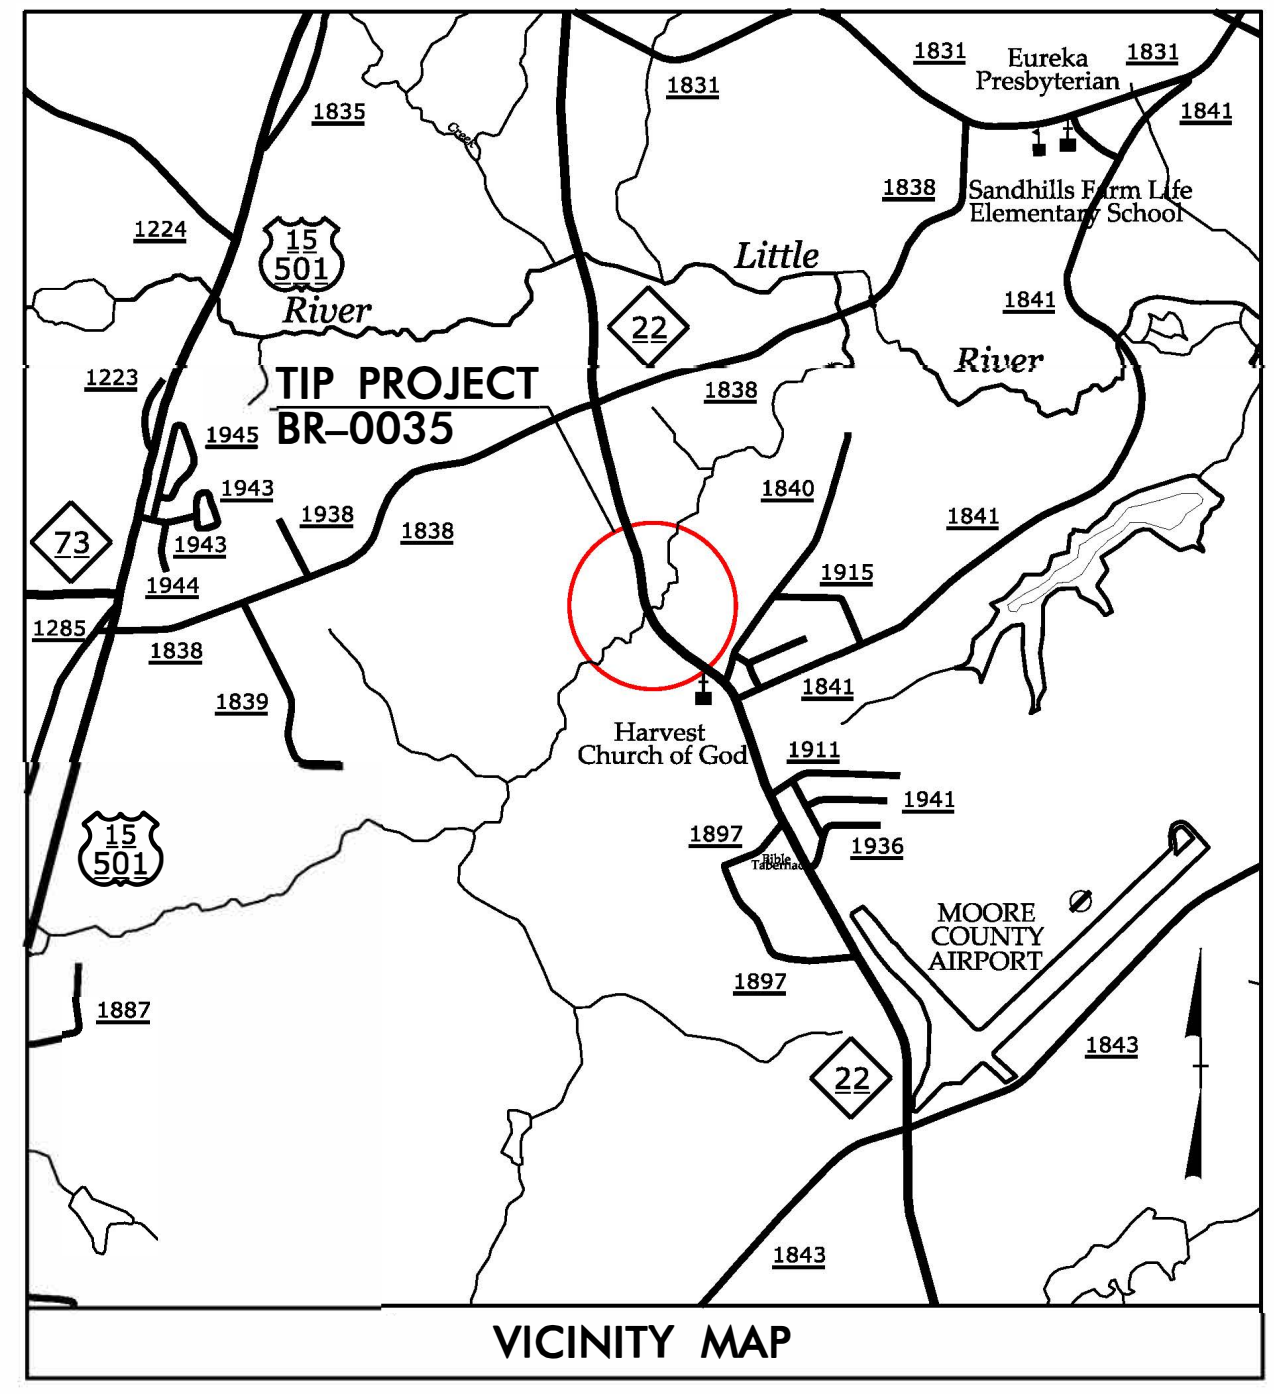 1831
1831
Eureka
Presbyterian
1831
1835
1841
Creek
1838
Sandhills Farm Life
Elementary School
1224
15
501
Little
River
22
1841
River
1223
TIP PROJECT
BR–0035
1838
1945
1943
1840
1938
1838
1841
73
1943
1944
1915
1285
1838
1839
1841
Harvest
Church of God
1911
1941
15
501
1897
1936
Bible
Tabernac
MOORE
COUNTY
AIRPORT
1897
1887
1843
22
1843
VICINITY MAP